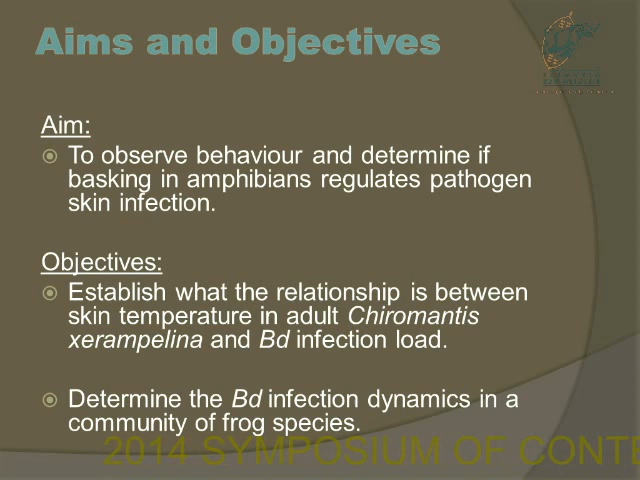 Aims and Objectives
Aim:
To observe behaviour and determine if
basking in amphibians regulates pathogen
skin infection.
Objectives:
Establish what the relationship is between
skin temperature in adult Chiromantis
xerampelina and Bd infection load.
Determine the Bd infection dynamics in a
community of frog species.
2014 SYMPOSIUM OF CONTE